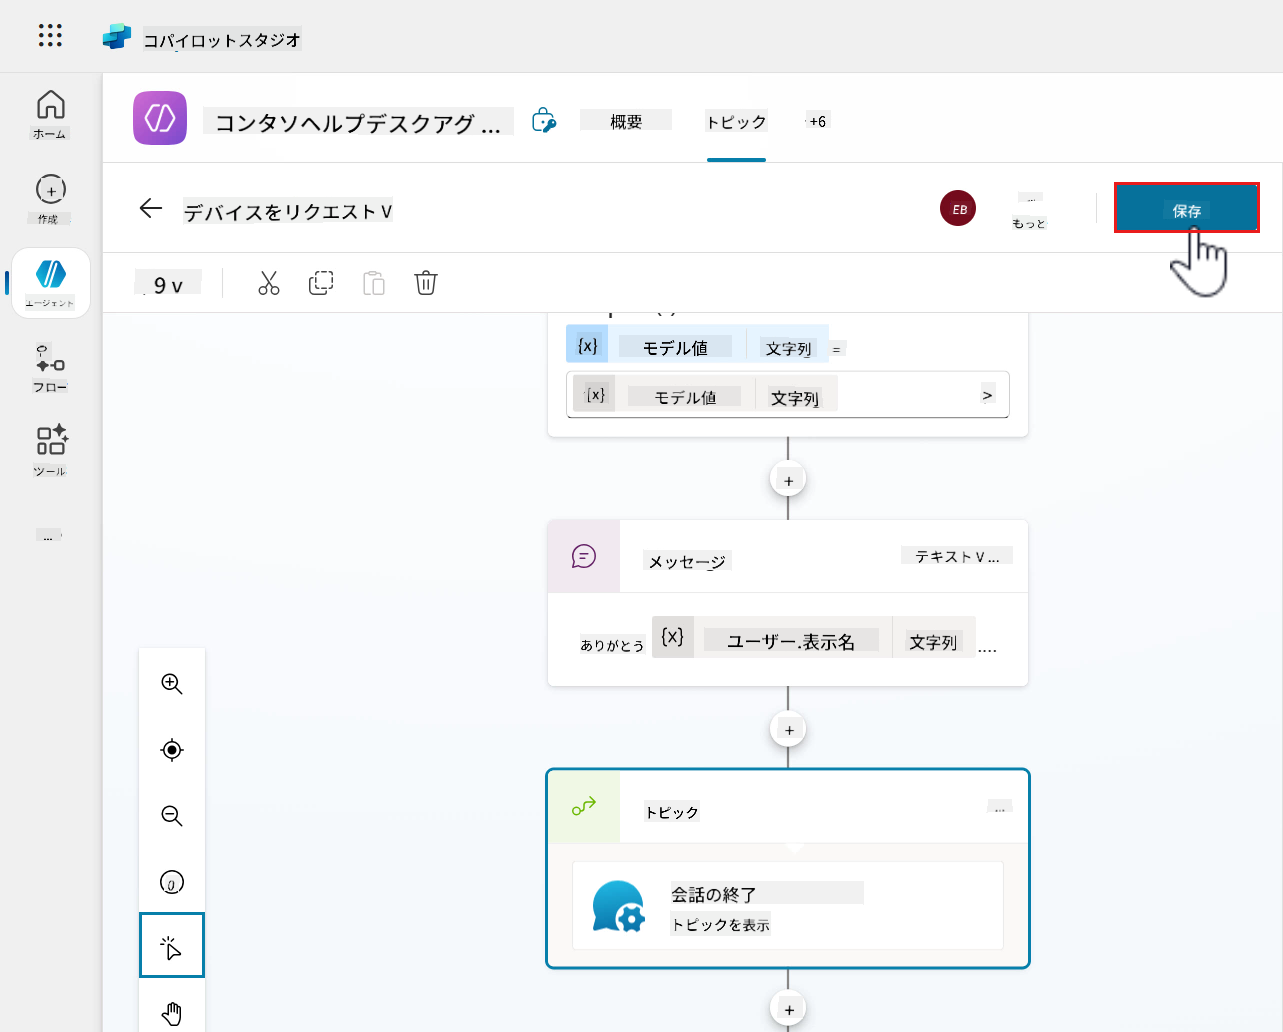 コパイロットスタジオ
ホーム
作成
エージェント
フロー
ツール
...
コンタソヘルプデスクアグ ...
概要
トピック
+6
デバイスをリクエスト V
EB
...
もっと
保存
9 v
{x} モデル値 文字列 =
{x} モデル値 文字列 >
+
メッセージ
テキスト V ...
ありがとう {x} ユーザー.表示名 文字列 ....
+
トピック
...
会話の終了
トピックを表示
+